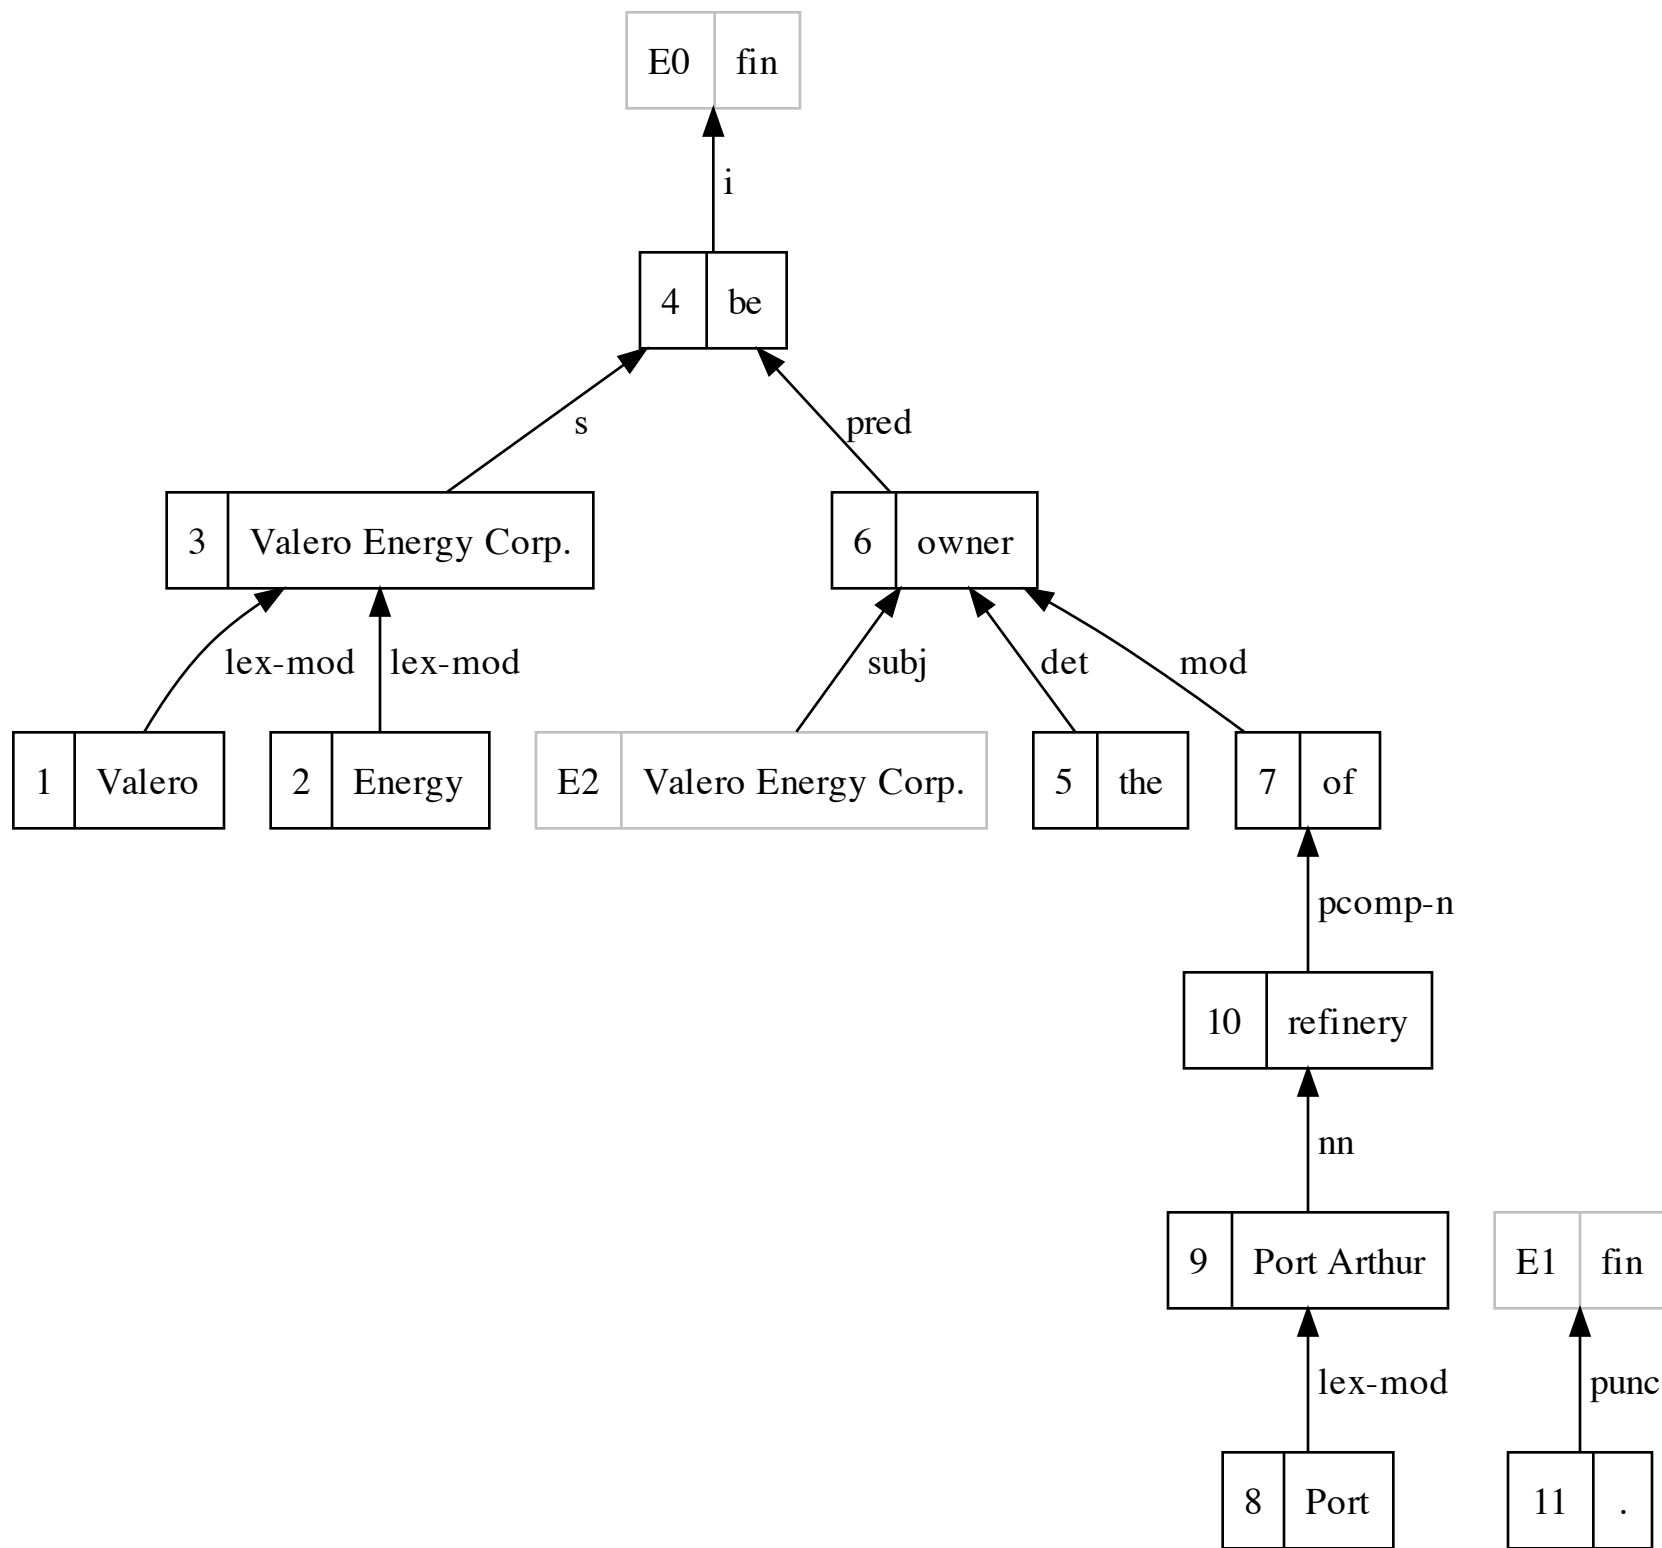 E0 fin
i
4 be
s pred
3 Valero Energy Corp. 6 owner
lex-mod lex-mod subj det mod
1 Valero 2 Energy E2 Valero Energy Corp. 5 the 7 of
pcomp-n
10 refinery
nn
9 Port Arthur E1 fin
lex-mod punc
8 Port 11 .